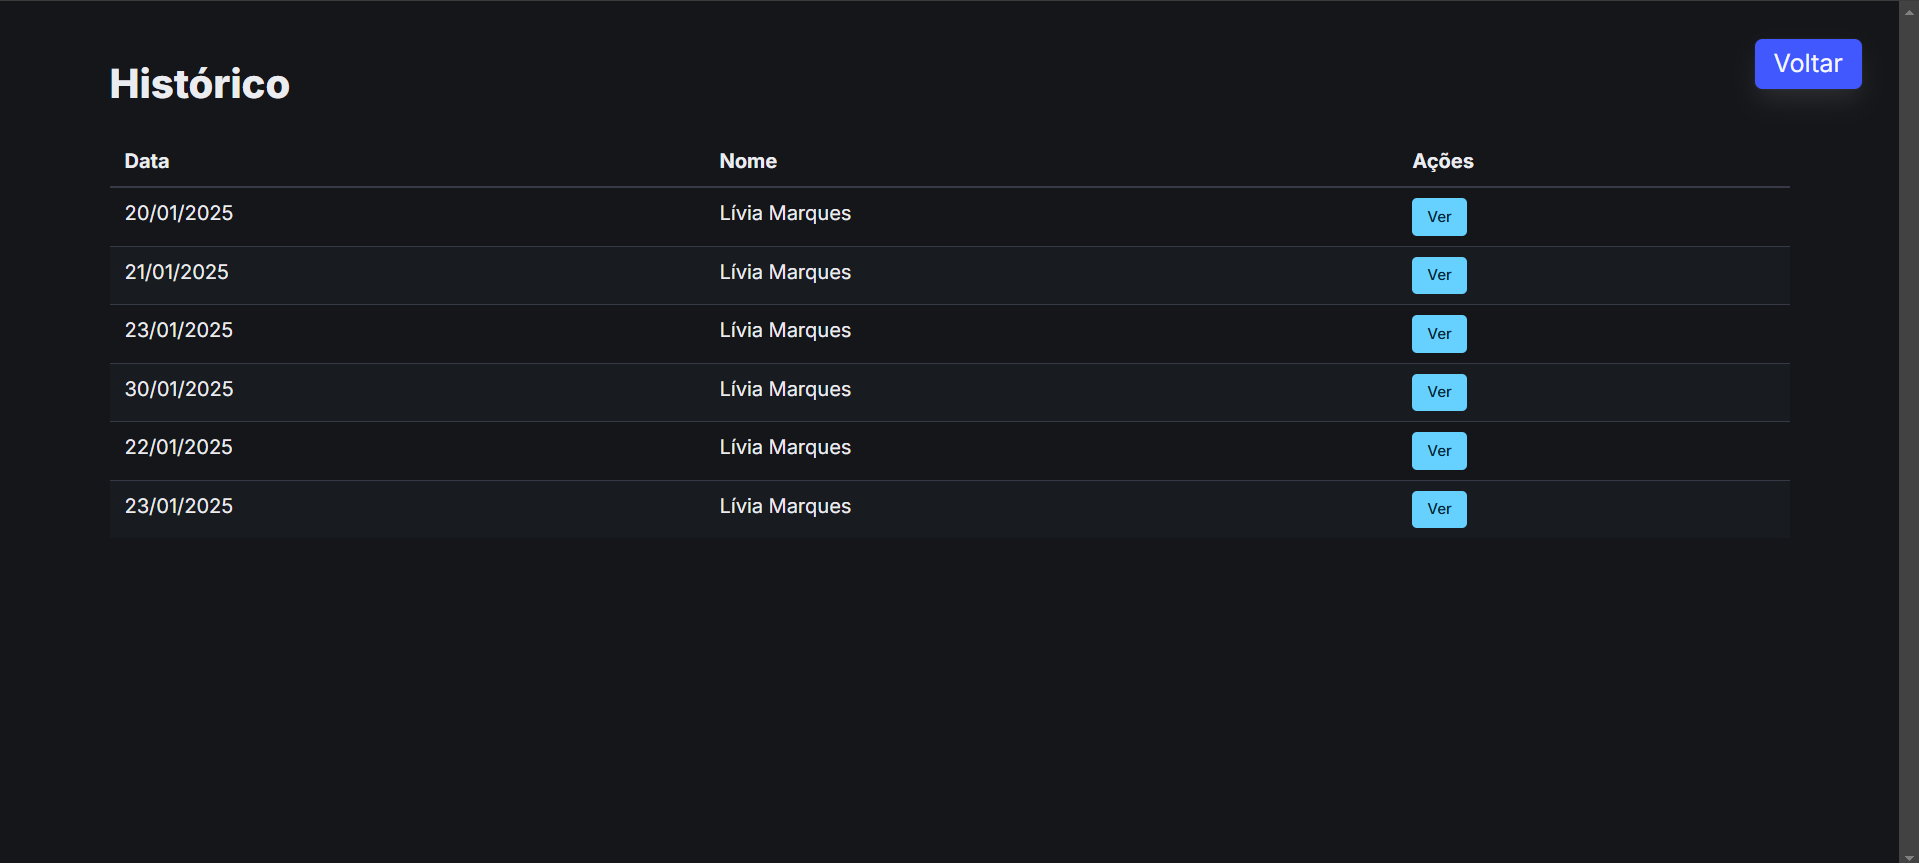 Voltar
Histórico
Data Nome Ações
20/01/2025 Lívia Marques Ver
21/01/2025 Lívia Marques Ver
23/01/2025 Lívia Marques Ver
30/01/2025 Lívia Marques Ver
22/01/2025 Lívia Marques Ver
23/01/2025 Lívia Marques Ver